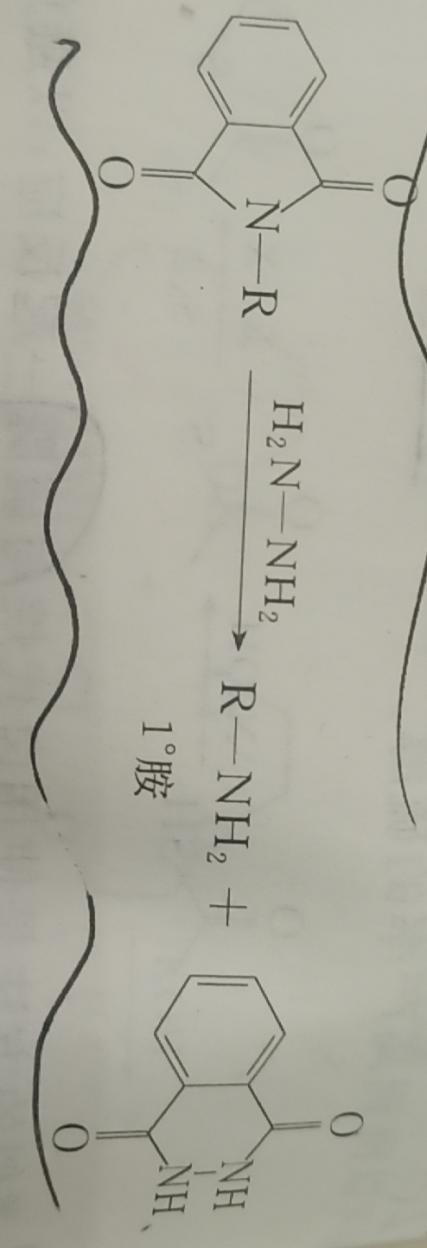 O
N—R
O
H₂N—NH₂
R—NH₂ +
1°胺
O
NH
NH
O